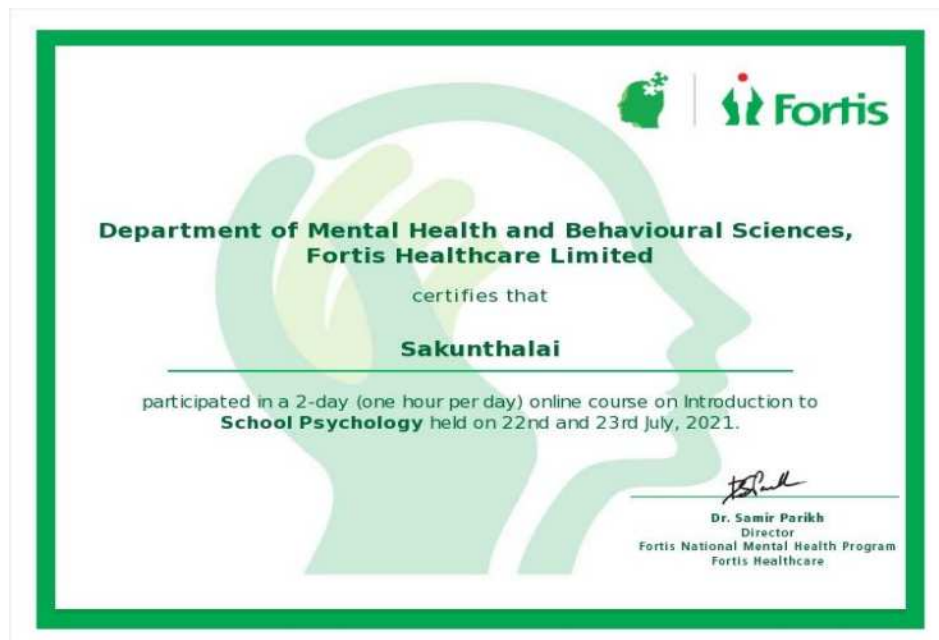 Fortis
Department of Mental Health and Behavioural Sciences,
Fortis Healthcare Limited
certifies that
Sakunthalai
participated in a 2-day (one hour per day) online course on Introduction to
School Psychology held on 22nd and 23rd July, 2021.
Dr. Samir Parikh
Director
Fortis National Mental Health Program
Fortis Healthcare